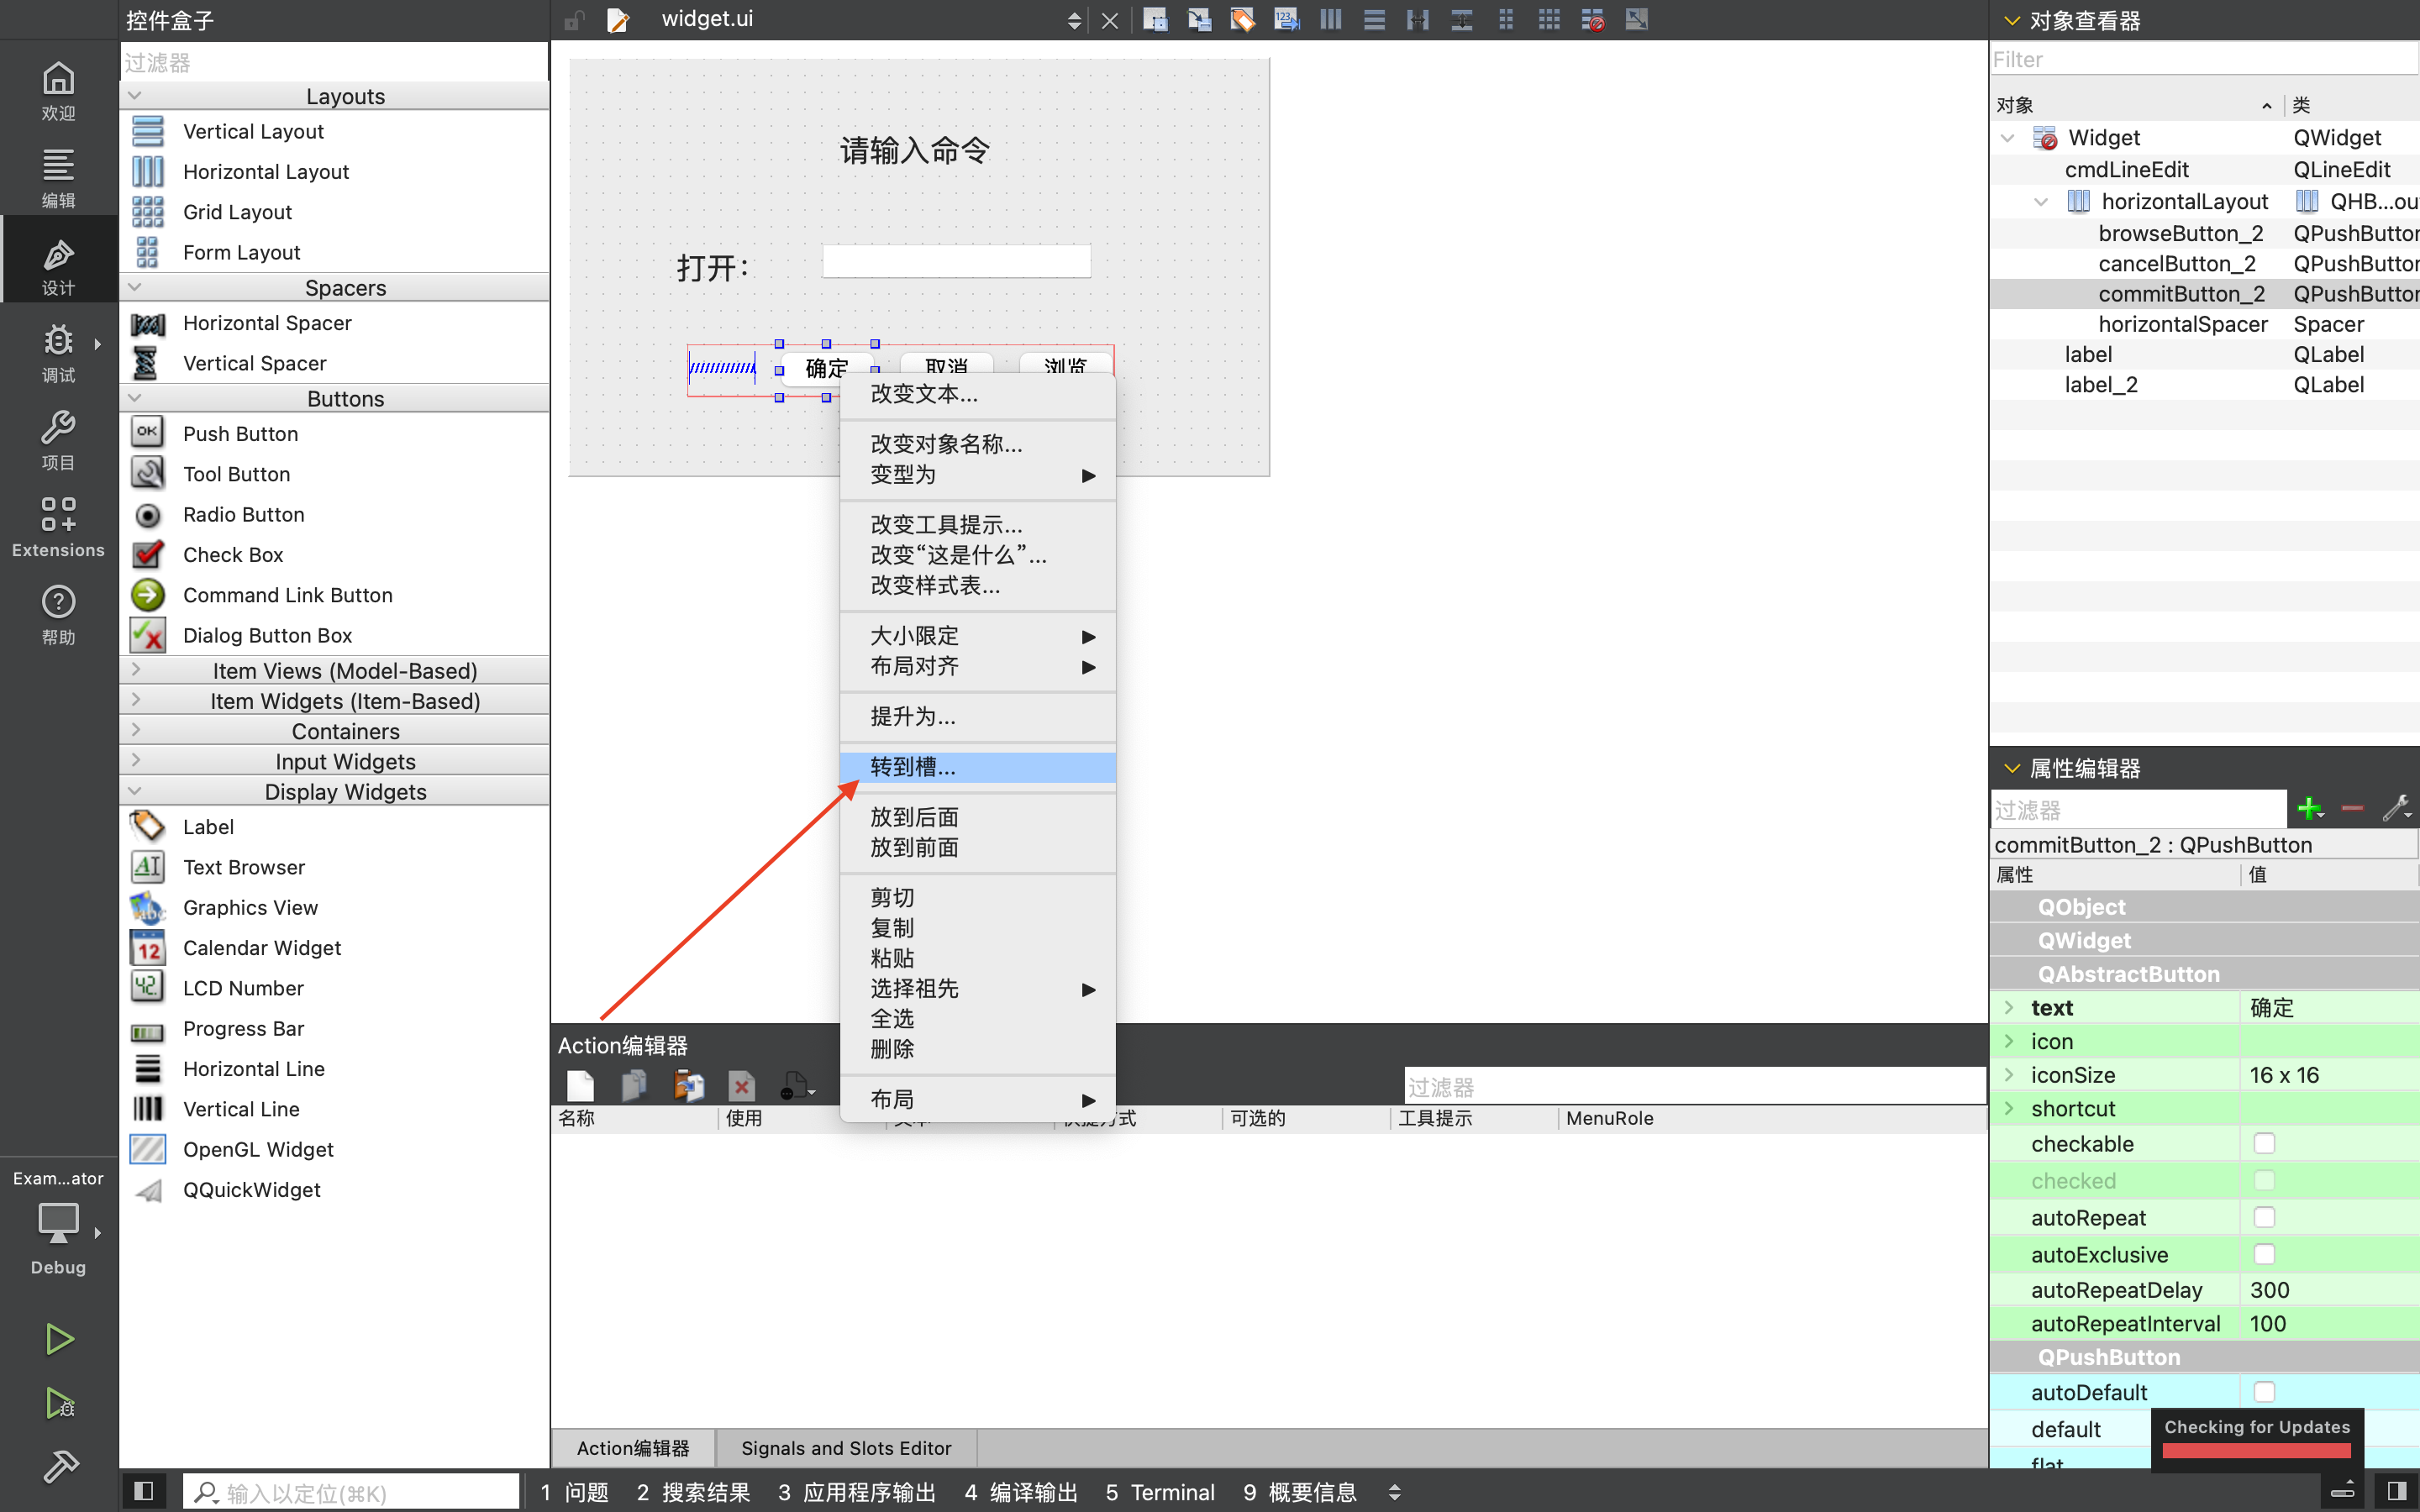 控件盒子
widget.ui
对象查看器
欢迎
编辑
设计
调试
项目
Extensions
帮助
Exam...ator
Debug
过滤器
Layouts
Vertical Layout
Horizontal Layout
Grid Layout
Form Layout
Spacers
Horizontal Spacer
Vertical Spacer
Buttons
OK
Push Button
Tool Button
Radio Button
Check Box
Command Link Button
Dialog Button Box
Item Views (Model-Based)
Item Widgets (Item-Based)
Containers
Input Widgets
Display Widgets
Label
AI
Text Browser
Graphics View
12
Calendar Widget
42
LCD Number
Progress Bar
Horizontal Line
Vertical Line
OpenGL Widget
QQuickWidget
123
请输入命令
打开：
确定
取消
浏览
改变文本...
改变对象名称...
变型为
改变工具提示...
改变“这是什么”...
改变样式表...
大小限定
布局对齐
提升为...
转到槽...
放到后面
放到前面
剪切
复制
粘贴
选择祖先
全选
删除
布局
Action编辑器
过滤器
名称
使用
可选的
工具提示
MenuRole
Action编辑器
Signals and Slots Editor
Filter
对象 类
Widget QWidget
cmdLineEdit QLineEdit
horizontalLayout QHB...ou
browseButton_2 QPushButton
cancelButton_2 QPushButton
commitButton_2 QPushButton
horizontalSpacer Spacer
label QLabel
label_2 QLabel
属性编辑器
过滤器
commitButton_2 : QPushButton
属性 值
QObject
QWidget
QAbstractButton
text 确定
icon
iconSize 16 x 16
shortcut
checkable
checked
autoRepeat
autoExclusive
autoRepeatDelay 300
autoRepeatInterval 100
QPushButton
autoDefault
default
flat
Checking for Updates
输入以定位(⌘K)
1 问题
2 搜索结果
3 应用程序输出
4 编译输出
5 Terminal
9 概要信息